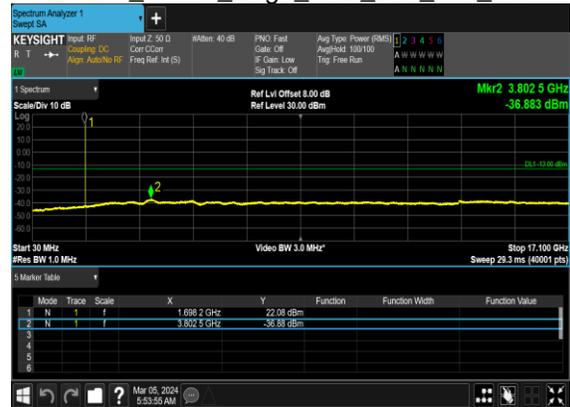 Spectrum Analyzer 1
Swept SA
+
KEYSIGHT Input: RF Input Z: 50 Ω #Atten: 40 dB PNO: Fast Avg Type: Power (RMS) 1 2 3 4 5 6
R T Coupling: DC Corr CCorr Gate: Off Avg|Hold: 100/100 A W W W W W
Align: Auto/No RF Freq Ref: Int (S) IF Gain: Low Trig: Free Run
Sig Track: Off A N N N N N
LW
1 Spectrum Ref Lvl Offset 8.00 dB Mkr2 3.802 5 GHz
Scale/Div 10 dB Ref Level 30.00 dBm -36.883 dBm
Log
20.0
10.0
0.00
-10.0
-20.0
-30.0
-40.0
-50.0
-60.0
1
2
DL1 -13.00 dBm
Start 30 MHz Video BW 3.0 MHz* Stop 17.100 GHz
#Res BW 1.0 MHz Sweep 29.3 ms (40001 pts)
5 Marker Table
Mode Trace Scale X Y Function Function Width Function Value
1 N 1 f 1.698 2 GHz 22.08 dBm
2 N 1 f 3.802 5 GHz -36.88 dBm
3
4
5
6
? Mar 05, 2024
5:53:55 AM